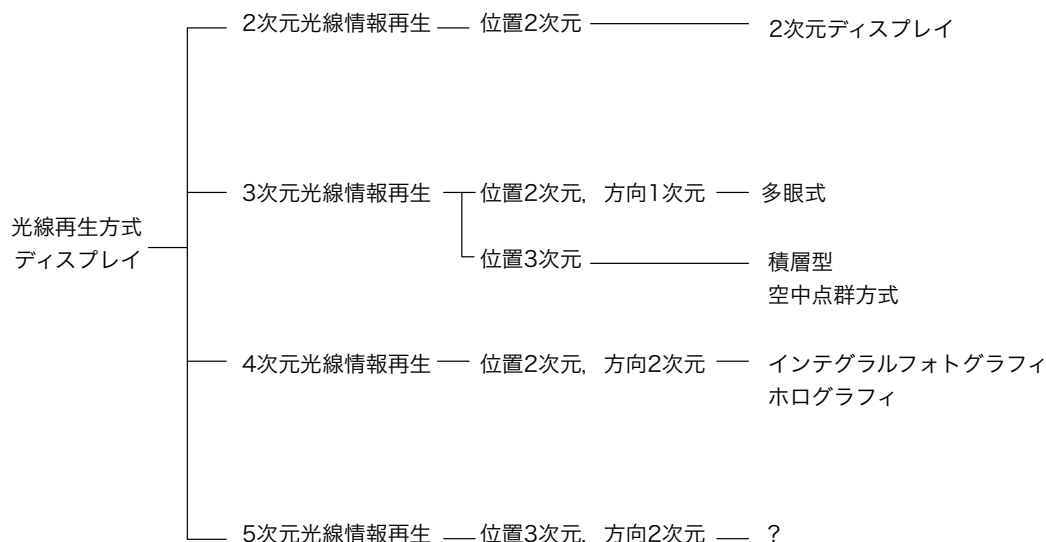 2次元光線情報再生 位置2次元 2次元ディスプレイ
3次元光線情報再生 位置2次元，方向1次元 多眼式
光線再生方式
ディスプレイ
位置3次元 積層型
空中点群方式
4次元光線情報再生 位置2次元，方向2次元 インテグラルフォトグラフィ
ホログラフィ
5次元光線情報再生 位置3次元，方向2次元 ？